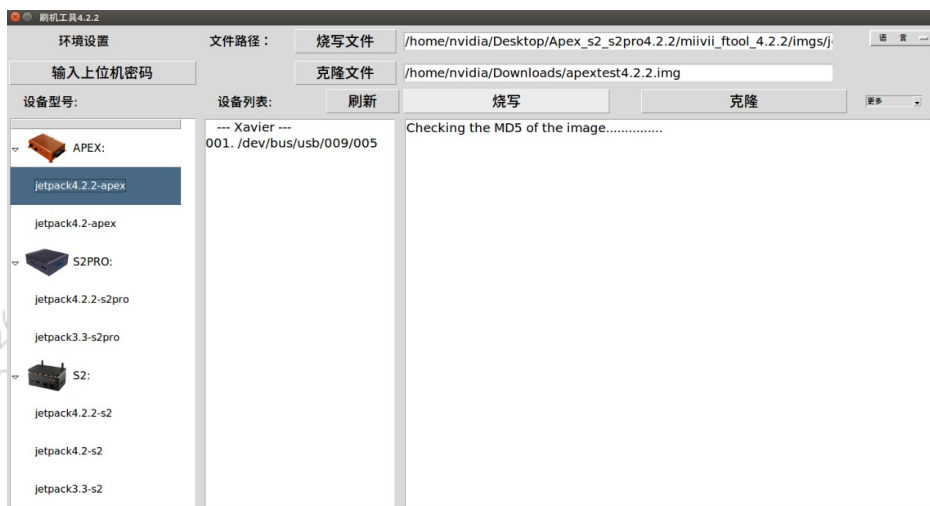 刷机工具4.2.2
环境设置 文件路径： 烧写文件 /home/nvidia/Desktop/Apex_s2_s2pro4.2.2/miivii_ftool_4.2.2/imgs/j 语 言
输入上位机密码 克隆文件 /home/nvidia/Downloads/apextest4.2.2.img
设备型号: 设备列表: 刷新 烧写 克隆 更多
--- Xavier --- Checking the MD5 of the image..............
001. /dev/bus/usb/009/005
APEX:
jetpack4.2.2-apex
jetpack4.2-apex
S2PRO:
jetpack4.2.2-s2pro
jetpack3.3-s2pro
S2:
jetpack4.2.2-s2
jetpack4.2-s2
jetpack3.3-s2